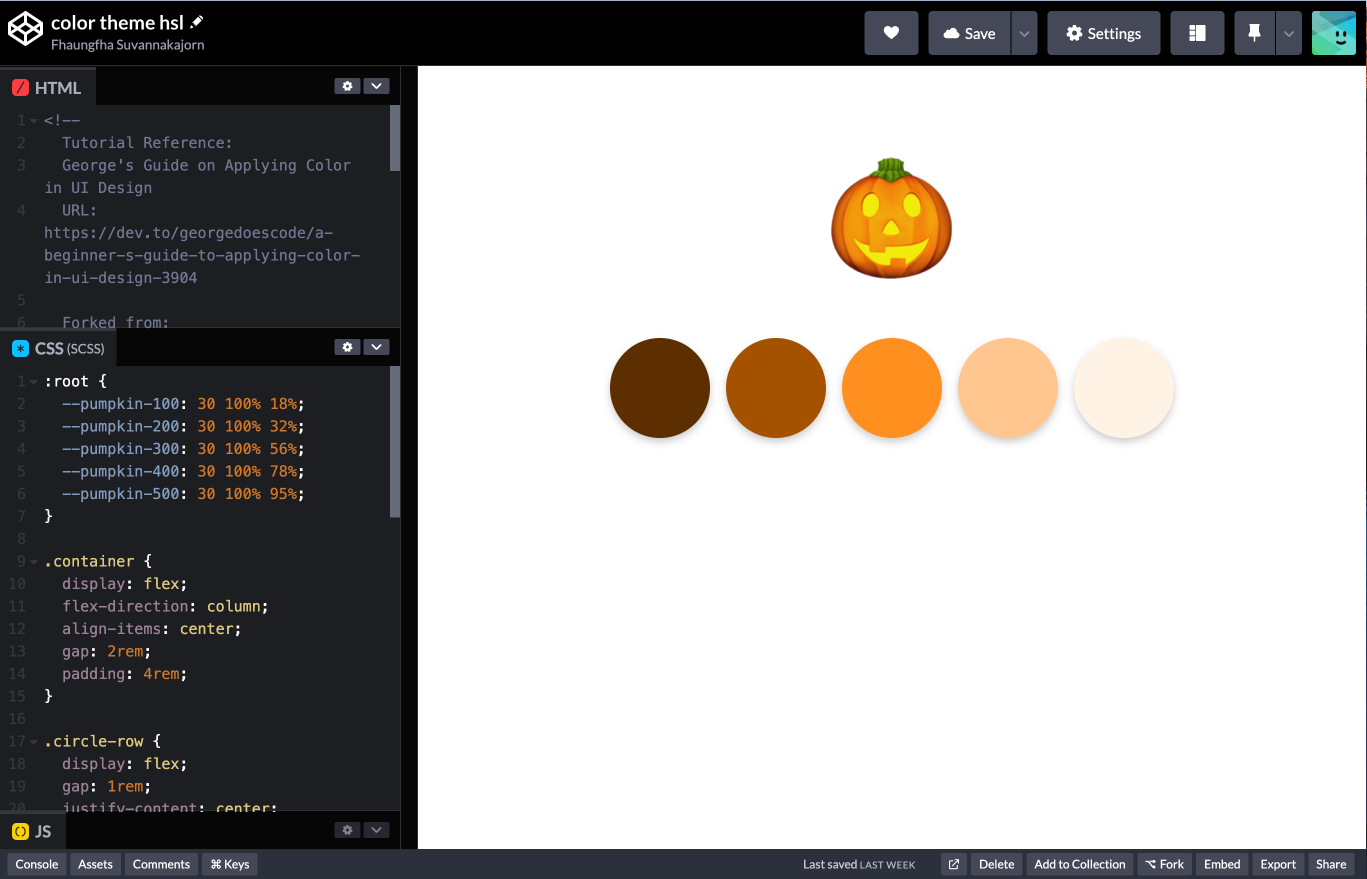 color theme hsl
Fhaungfha Suvannakajorn
Save
Settings
HTML
1 <!--
2 Tutorial Reference:
3 George's Guide on Applying Color
in UI Design
4 URL:
https://dev.to/georgedoescode/a-
beginner-s-guide-to-applying-color-
in-ui-design-3904
5
6 Forked from:
CSS (SCSS)
1 :root {
2 --pumpkin-100: 30 100% 18%;
3 --pumpkin-200: 30 100% 32%;
4 --pumpkin-300: 30 100% 56%;
5 --pumpkin-400: 30 100% 78%;
6 --pumpkin-500: 30 100% 95%;
7 }
8
9 .container {
10 display: flex;
11 flex-direction: column;
12 align-items: center;
13 gap: 2rem;
14 padding: 4rem;
15 }
16
17 .circle-row {
18 display: flex;
19 gap: 1rem;
20 justify-content: center;
JS
Console Assets Comments ⌘ Keys Last saved LAST WEEK Delete Add to Collection ⌥ Fork Embed Export Share